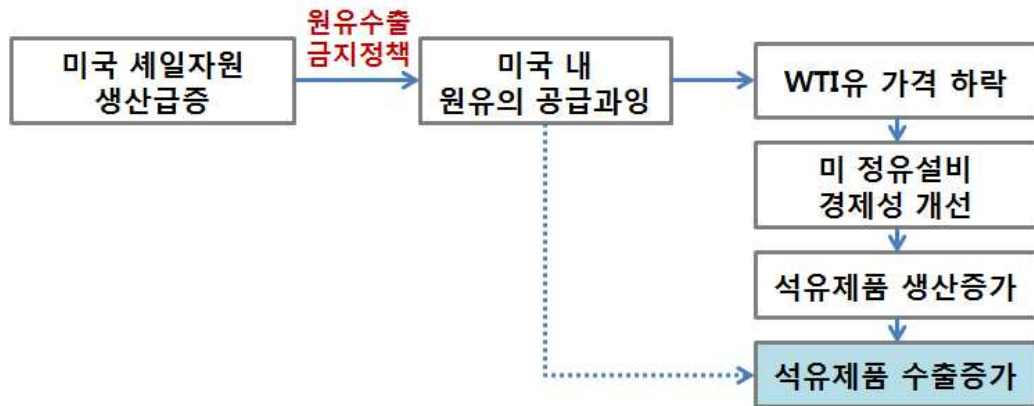 미국 셰일자원
생산급증
원유수출
금지정책
미국 내
원유의 공급과잉
WTI유 가격 하락
미 정유설비
경제성 개선
석유제품 생산증가
석유제품 수출증가